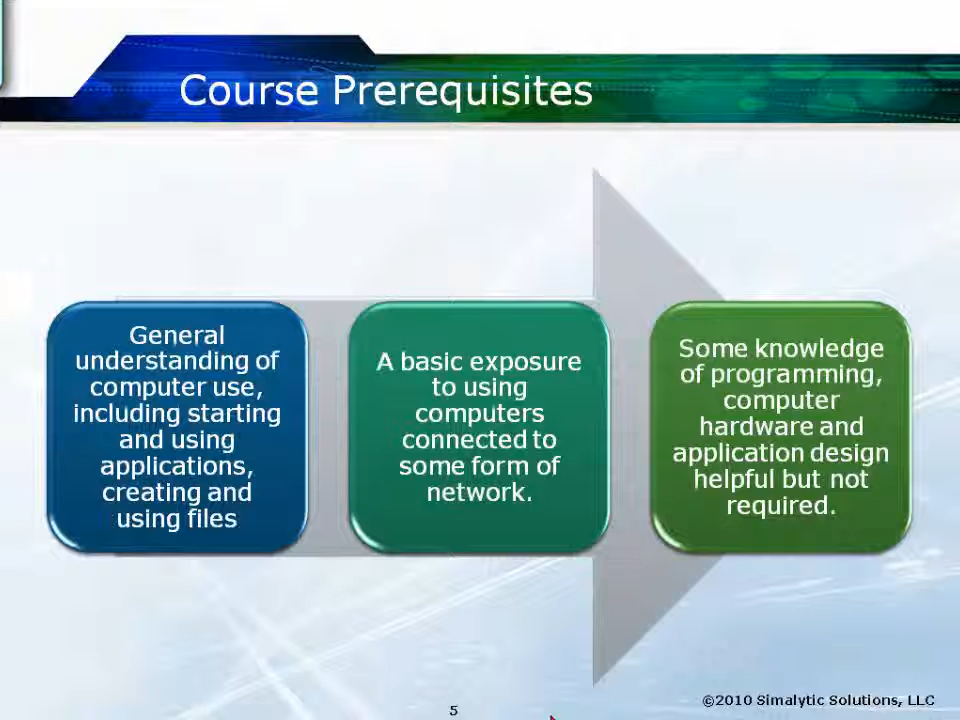 Course Prerequisites
General
understanding of
computer use,
including starting
and using
applications,
creating and
using files
A basic exposure
to using
computers
connected to
some form of
network.
Some knowledge
of programming,
computer
hardware and
application design
helpful but not
required.
5
©2010 Simalytic Solutions, LLC